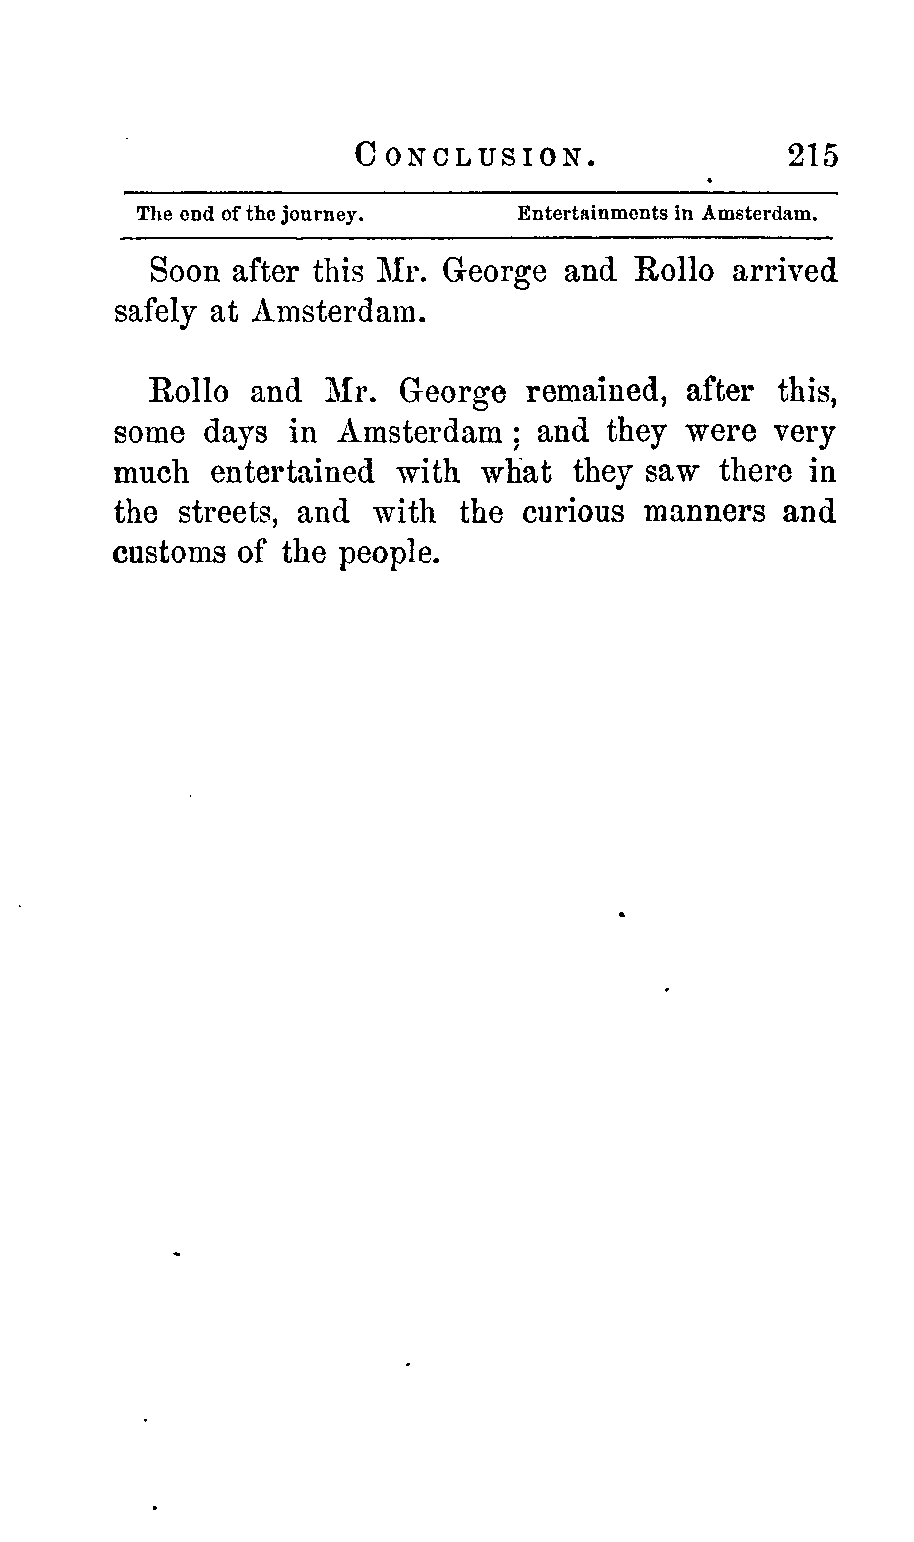 CONCLUSION. 215
The end of the journey. Entertainments in Amsterdam.
Soon after this Mr. George and Rollo arrived
safely at Amsterdam.
Rollo and Mr. George remained, after this,
some days in Amsterdam; and they were very
much entertained with what they saw there in
the streets, and with the curious manners and
customs of the people.